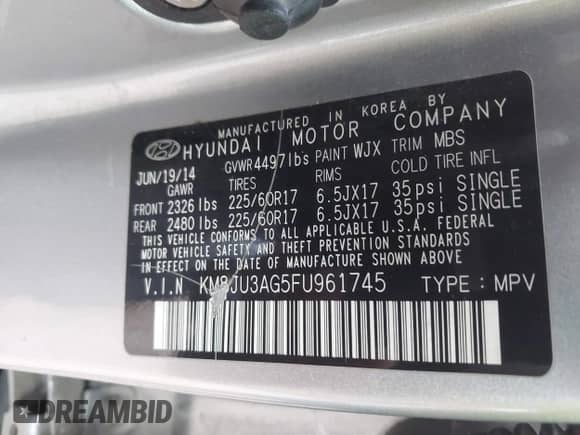 MANUFACTURED IN KOREA BY
HYUNDAI MOTOR COMPANY
JUN/19/14 GVWR4497lbs PAINT WJX TRIM MBS
GAWR TIRES RIMS COLD TIRE INFL
FRONT 2326lbs 225/60R17 6.5JX17 35psi SINGLE
REAR 2480lbs 225/60R17 6.5JX17 35psi SINGLE
THIS VEHICLE CONFORMS TO ALL APPLICABLE U.S.A. FEDERAL
MOTOR VEHICLE SAFETY AND THEFT PREVENTION STANDARDS
IN EFFECT ON THE DATE OF MANUFACTURE SHOWN ABOVE
V.I.N KM8JU3AG5FU961745 TYPE: MPV
DREAMBID